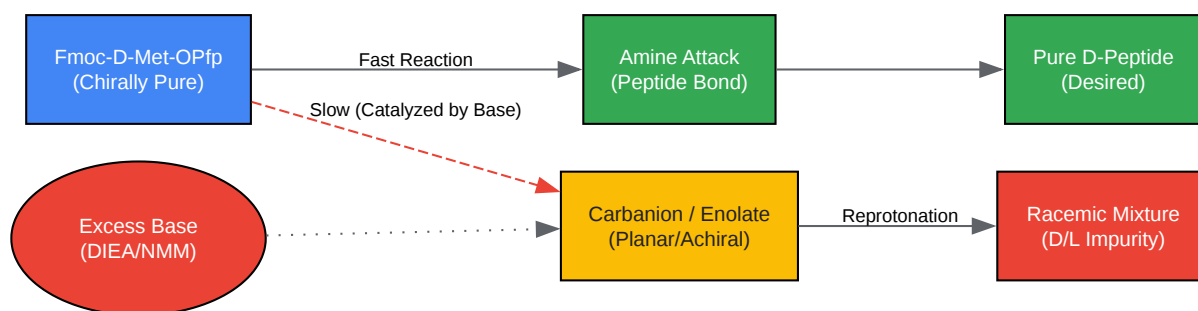 Fmoc-D-Met-OPfp
(Chirally Pure)
Fast Reaction
Amine Attack
(Peptide Bond)
Pure D-Peptide
(Desired)
Slow (Catalyzed by Base)
Excess Base
(DIEA/NMM)
Carbanion / Enolate
(Planar/Achiral)
Reprotonation
Racemic Mixture
(D/L Impurity)